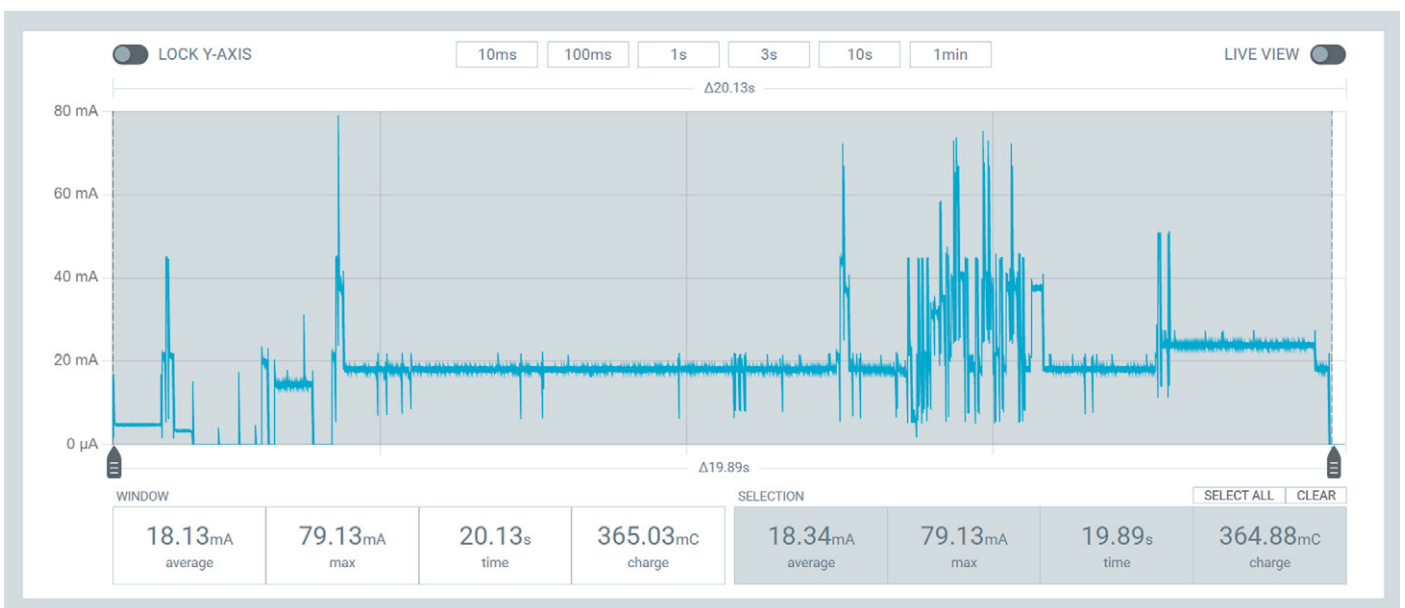 LOCK Y-AXIS 10ms 100ms 1s 3s 10s 1min LIVE VIEW
Δ20.13s
80 mA
60 mA
40 mA
20 mA
0 µA
Δ19.89s
WINDOW SELECTION SELECT ALL CLEAR
18.13mA 79.13mA 20.13s 365.03mC 18.34mA 79.13mA 19.89s 364.88mC
average max time charge average max time charge